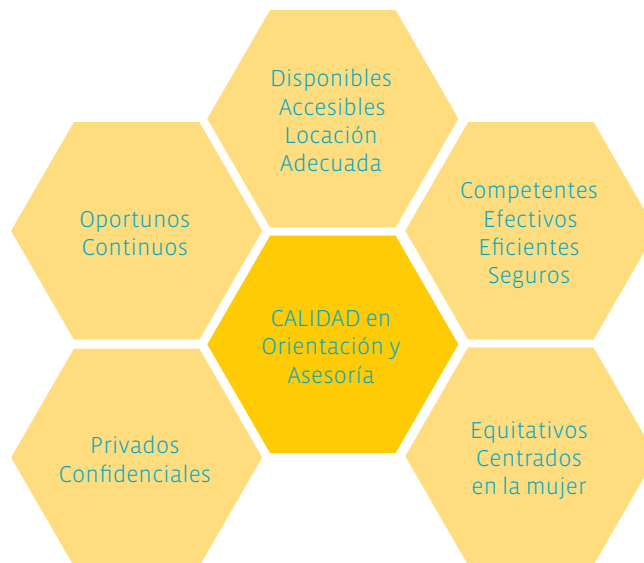 Disponibles
Accesibles
Locación
Adecuada
Oportunos
Continuos
Competentes
Efectivos
Eficientes
Seguros
CALIDAD en
Orientación y
Asesoría
Privados
Confidenciales
Equitativos
Centrados
en la mujer